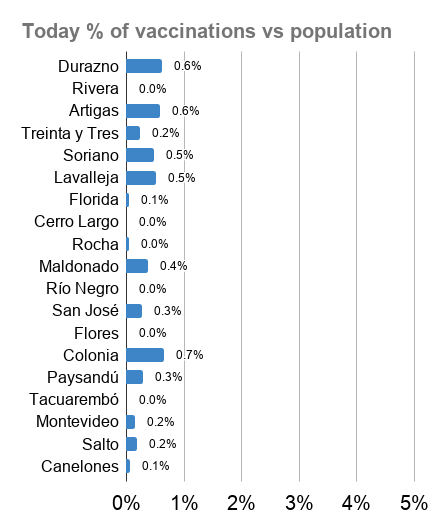 Today % of vaccinations vs population
Durazno 0.6%
Rivera 0.0%
Artigas 0.6%
Treinta y Tres 0.2%
Soriano 0.5%
Lavalleja 0.5%
Florida 0.1%
Cerro Largo 0.0%
Rocha 0.0%
Maldonado 0.4%
Río Negro 0.0%
San José 0.3%
Flores 0.0%
Colonia 0.7%
Paysandú 0.3%
Tacuarembó 0.0%
Montevideo 0.2%
Salto 0.2%
Canelones 0.1%
0% 1% 2% 3% 4% 5%